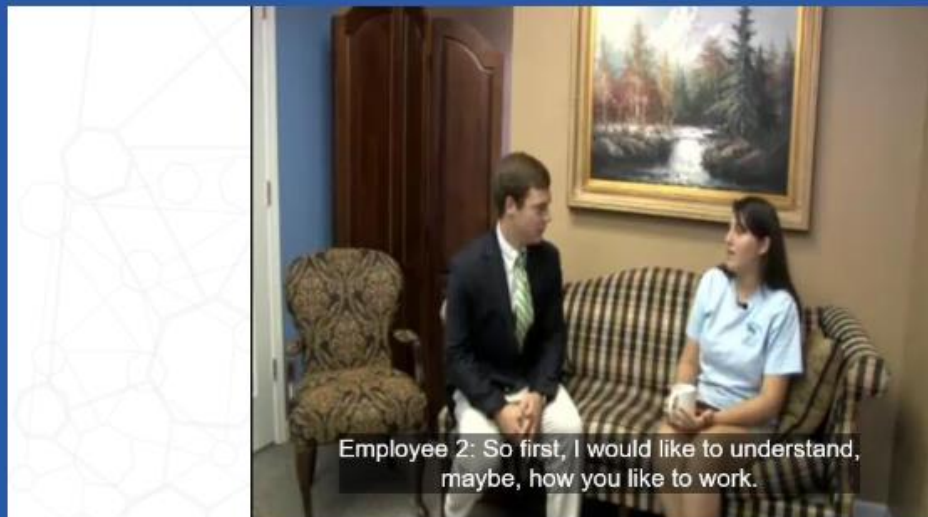 Employee 2: So first, I would like to understand,
maybe, how you like to work.